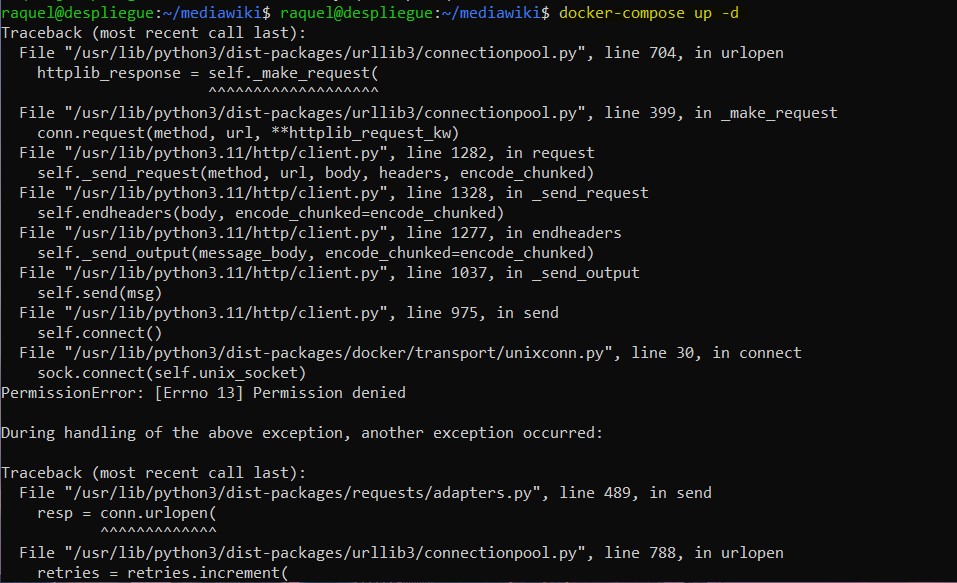 raquel@despliegue:~/mediawiki$ raquel@despliegue:~/mediawiki$ docker-compose up -d
Traceback (most recent call last):
  File "/usr/lib/python3/dist-packages/urllib3/connectionpool.py", line 704, in urlopen
    httplib_response = self._make_request(
                       ^^^^^^^^^^^^^^^^^^^
  File "/usr/lib/python3/dist-packages/urllib3/connectionpool.py", line 399, in _make_request
    conn.request(method, url, **httplib_request_kw)
  File "/usr/lib/python3.11/http/client.py", line 1282, in request
    self._send_request(method, url, body, headers, encode_chunked)
  File "/usr/lib/python3.11/http/client.py", line 1328, in _send_request
    self.endheaders(body, encode_chunked=encode_chunked)
  File "/usr/lib/python3.11/http/client.py", line 1277, in endheaders
    self._send_output(message_body, encode_chunked=encode_chunked)
  File "/usr/lib/python3.11/http/client.py", line 1037, in _send_output
    self.send(msg)
  File "/usr/lib/python3.11/http/client.py", line 975, in send
    self.connect()
  File "/usr/lib/python3/dist-packages/docker/transport/unixconn.py", line 30, in connect
    sock.connect(self.unix_socket)
PermissionError: [Errno 13] Permission denied

During handling of the above exception, another exception occurred:

Traceback (most recent call last):
  File "/usr/lib/python3/dist-packages/requests/adapters.py", line 489, in send
    resp = conn.urlopen(
           ^^^^^^^^^^^^^
  File "/usr/lib/python3/dist-packages/urllib3/connectionpool.py", line 788, in urlopen
    retries = retries.increment(